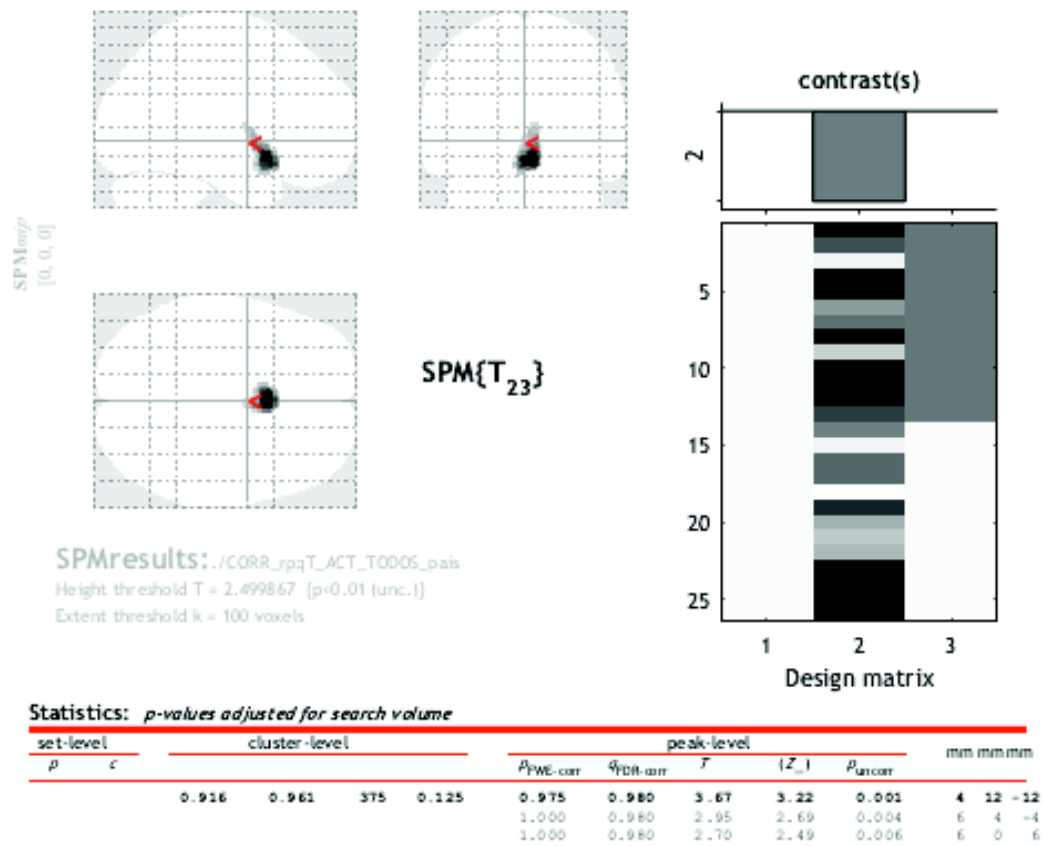 contrast(s)
2
SPMmip
[0, 0, 0]
SPM{T23}
5
10
15
20
25
1 2 3
Design matrix
SPMresults: ./CORR_rpqT_ACT_TODOS_pais
Height threshold T = 2.499867 {p<0.01 (unc.)}
Extent threshold k = 100 voxels
Statistics: p-values adjusted for search volume
set-level cluster-level peak-level mm mm mm
p c pFWE-corr qFDR-corr T (Z_) puncorr
0.916 0.961 375 0.125 0.975 0.980 3.67 3.22 0.001 4 12 -12
1.000 0.980 2.95 2.69 0.004 6 4 -4
1.000 0.980 2.70 2.49 0.006 6 0 6